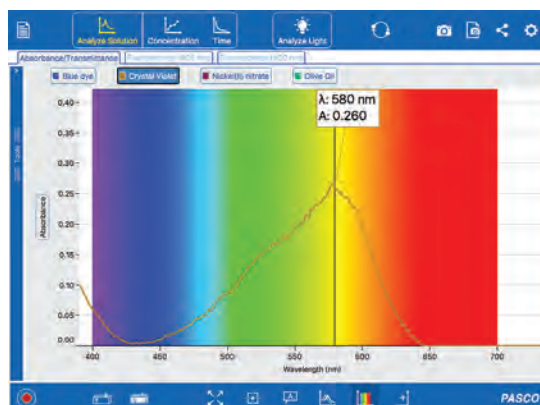 Analyze Solution Concentration Time Analyze Light
Absorbance/Transmittance
Blue dye Crystal Violet Nickel(II) nitrate Olive Oil
λ: 580 nm
A: 0.260
0.40
0.35
0.30
0.25
0.20
0.15
0.10
0.05
0.00
Absorbance
Tools
400 450 500 550 600 650 700
Wavelength (nm)
PASCO